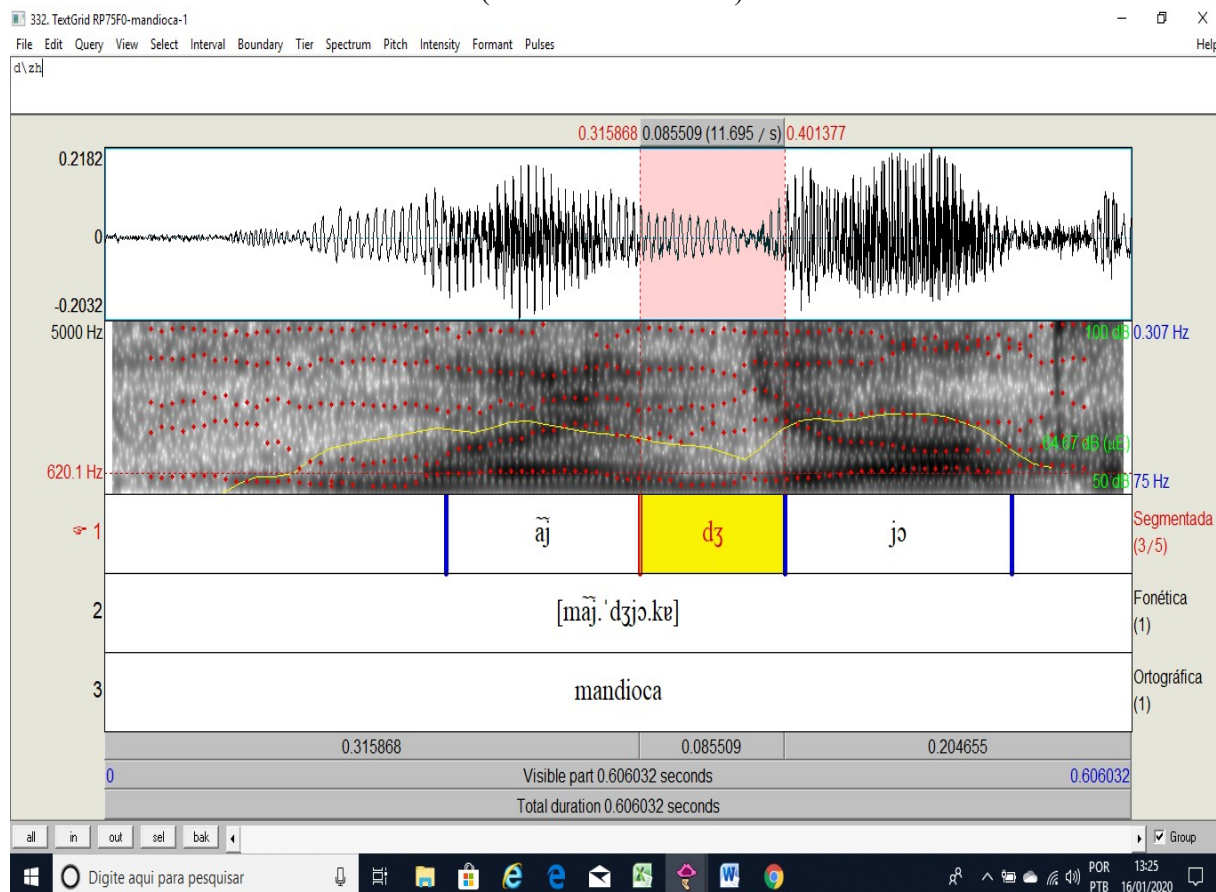 332. TextGrid RP75F0-mandioca-1
File Edit Query View Select Interval Boundary Tier Spectrum Pitch Intensity Formant Pulses Help
d\zh
0.315868 0.085509 (11.695 / s) 0.401377
0.2182
0
-0.2032
5000 Hz 100 dB 0.307 Hz
64.67 dB (µE)
620.1 Hz 50 dB 75 Hz
☞ 1 ãj̃ dʒ jɔ Segmentada
(3/5)
2 [mãj̃.ˈdʒjɔ.kɐ] Fonética
(1)
3 mandioca Ortográfica
(1)
0.315868 0.085509 0.204655
0 Visible part 0.606032 seconds 0.606032
Total duration 0.606032 seconds
all in out sel bak Group
Digite aqui para pesquisar POR 13:25
PTB 16/01/2020